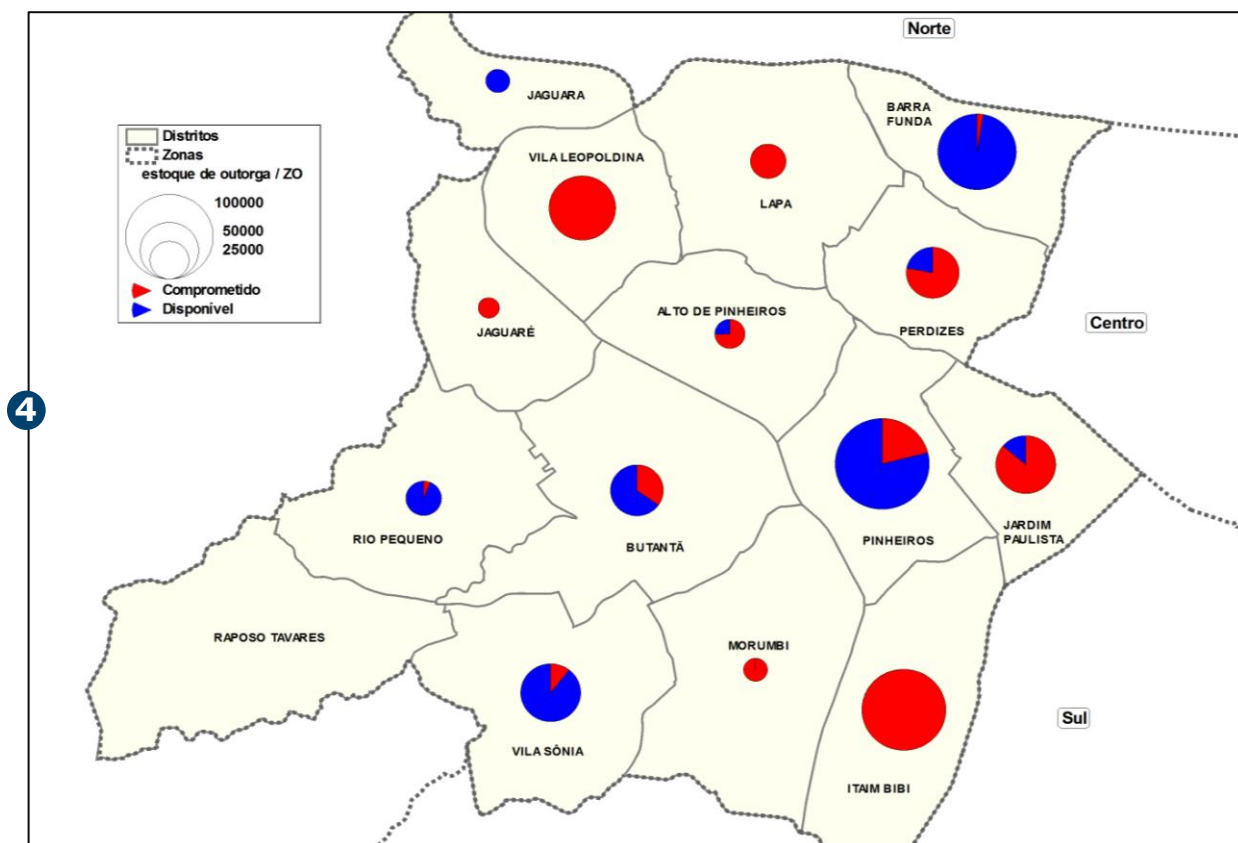 Norte
JAGUARA
BARRA
FUNDA
Distritos
Zonas
estoque de outorga / ZO
100000
50000
25000
Comprometido
Disponível
VILA LEOPOLDINA
LAPA
ALTO DE PINHEIROS
PERDIZES
Centro
JAGUARÉ
4
RIO PEQUENO
BUTANTÃ
PINHEIROS
JARDIM
PAULISTA
RAPOSO TAVARES
MORUMBI
VILA SÔNIA
Sul
ITAIM BIBI